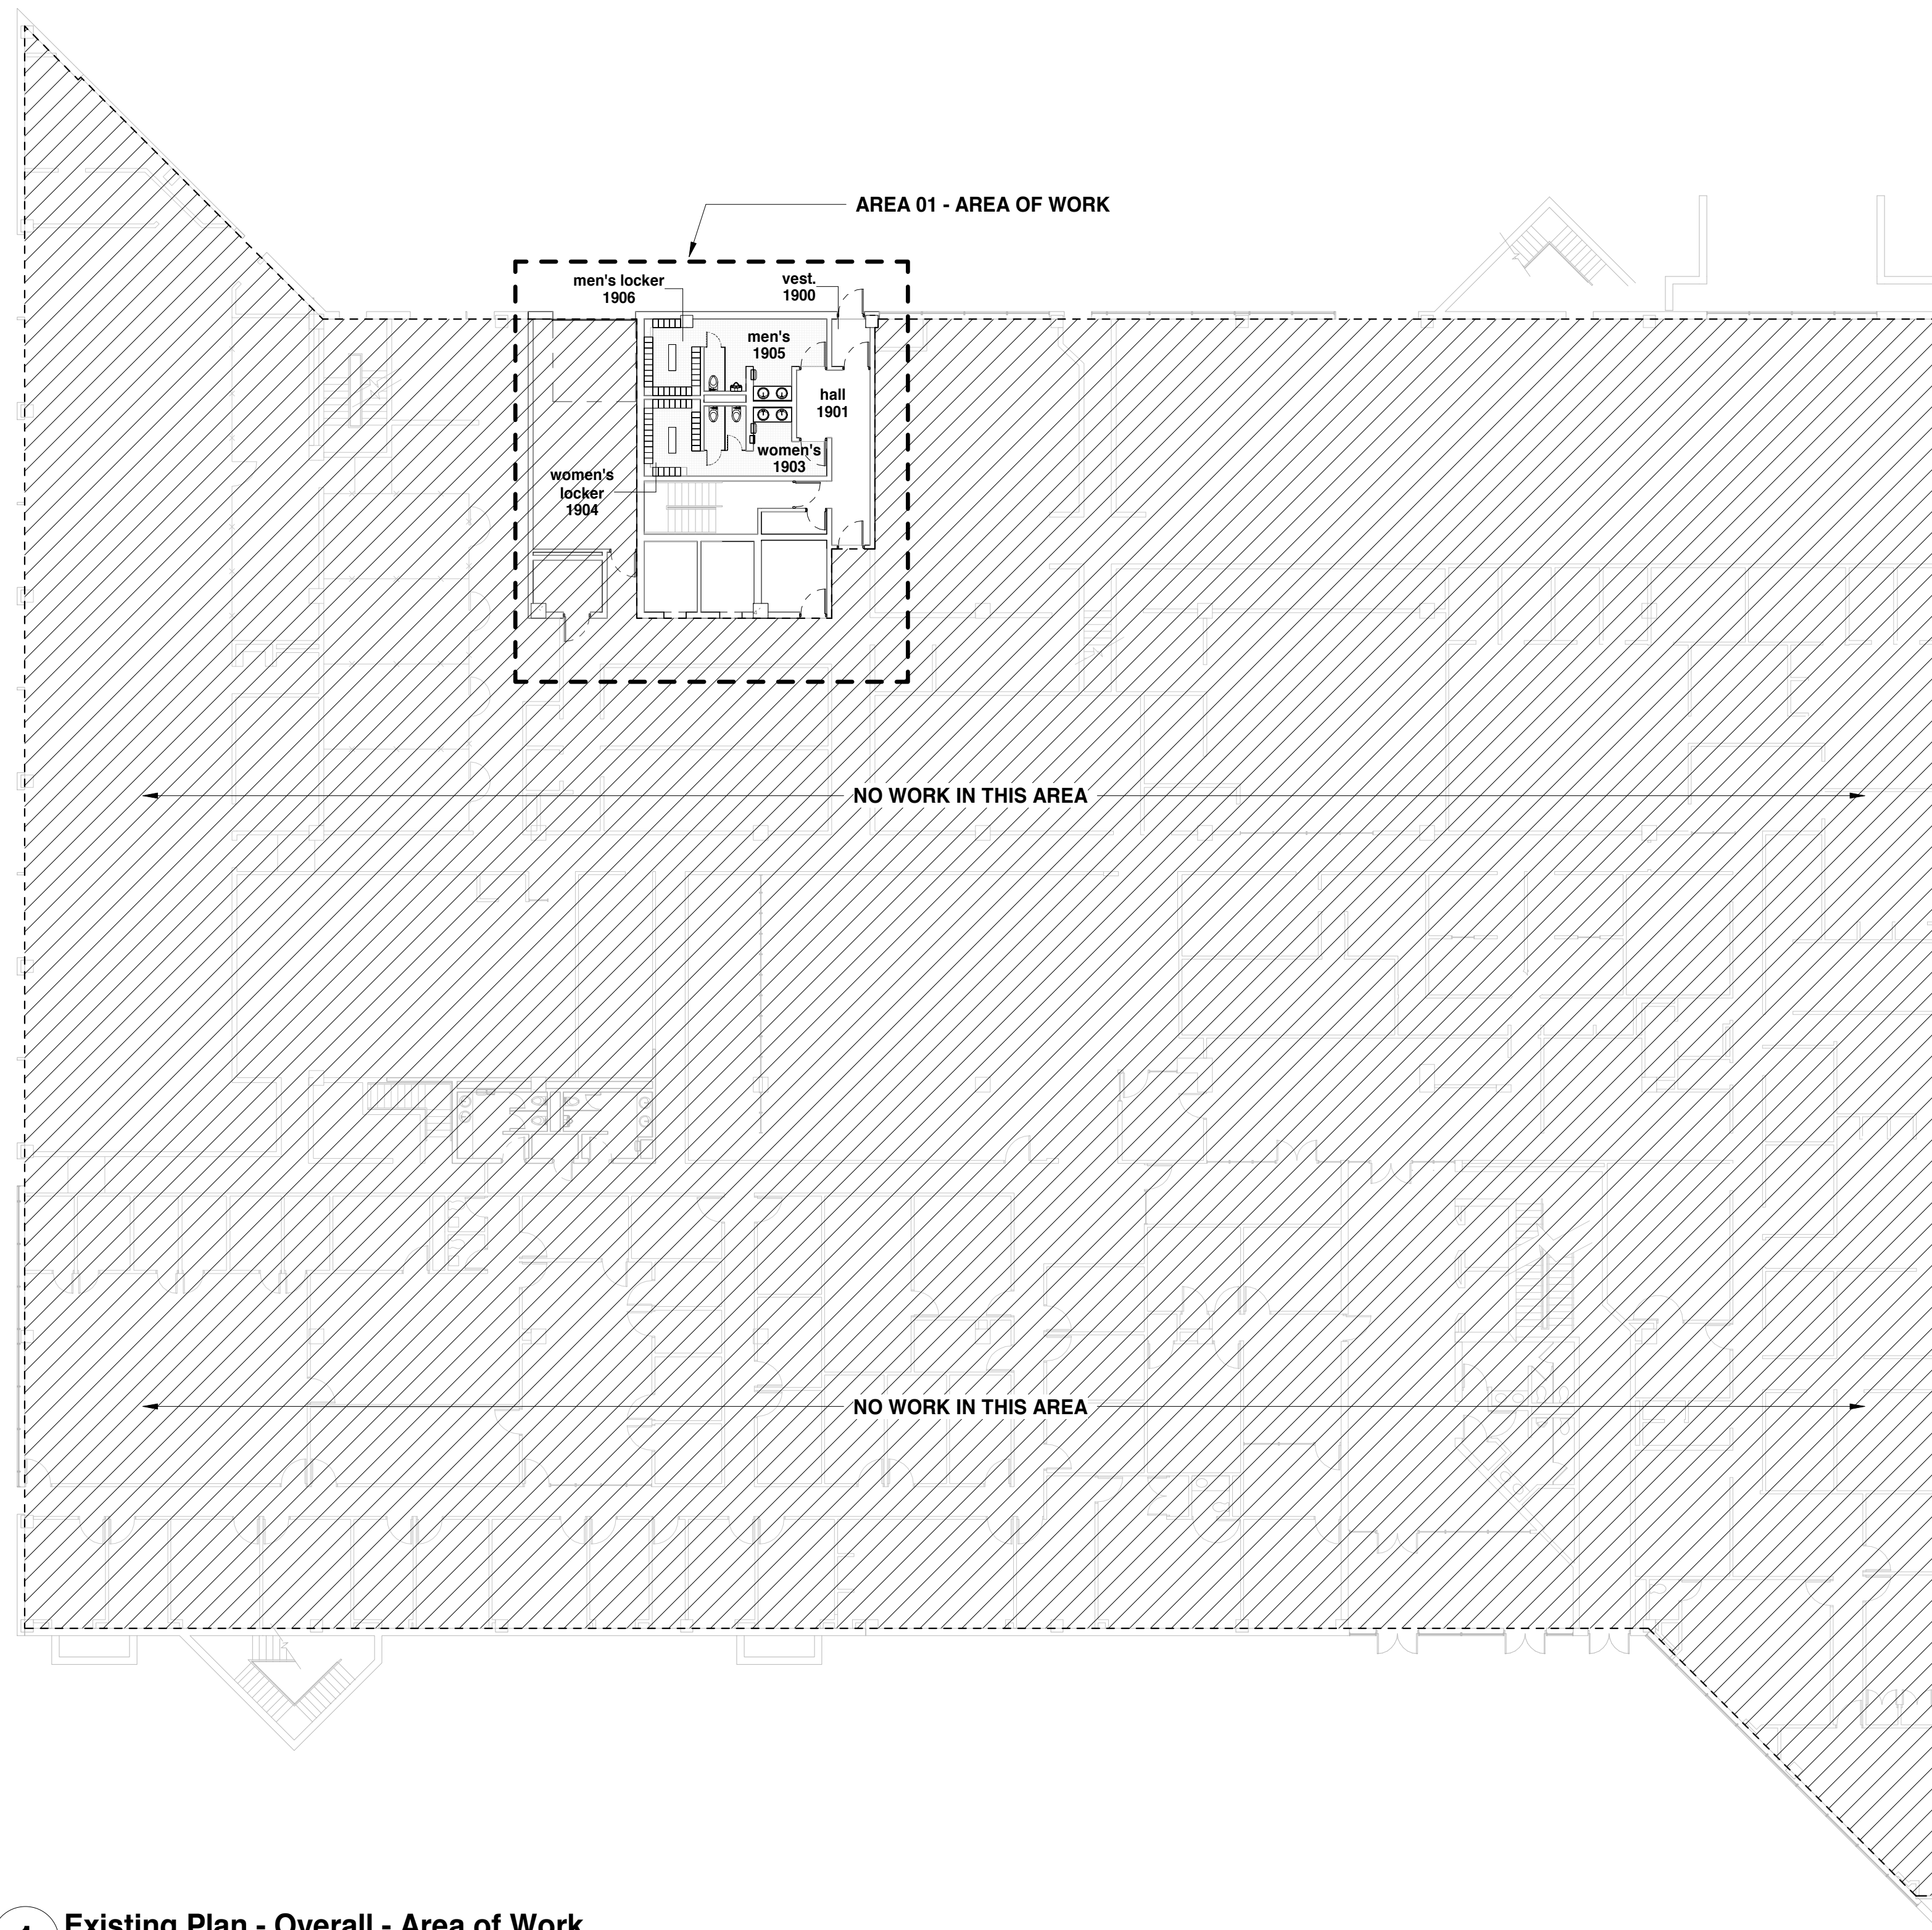 AREA 01 - AREA OF WORK
men's locker
1906
vest.
1900
men's
1905
hall
1901
women's
1903
women's
locker
1904
NO WORK IN THIS AREA
NO WORK IN THIS AREA
Existing Plan - Overall - Area of Work